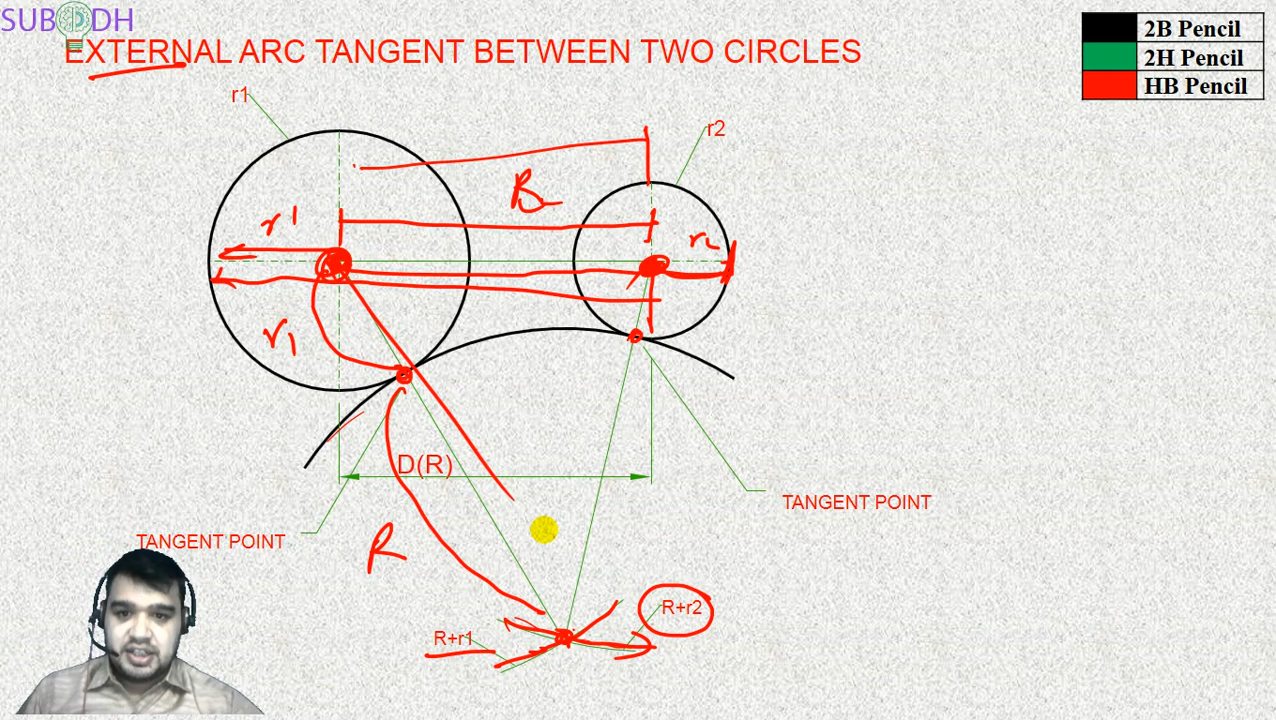 SUBODH
EXTERNAL ARC TANGENT BETWEEN TWO CIRCLES
2B Pencil
2H Pencil
HB Pencil
r1
r2
r1
r1
R
D(R)
TANGENT POINT
TANGENT POINT
R
R+r2
R+r1